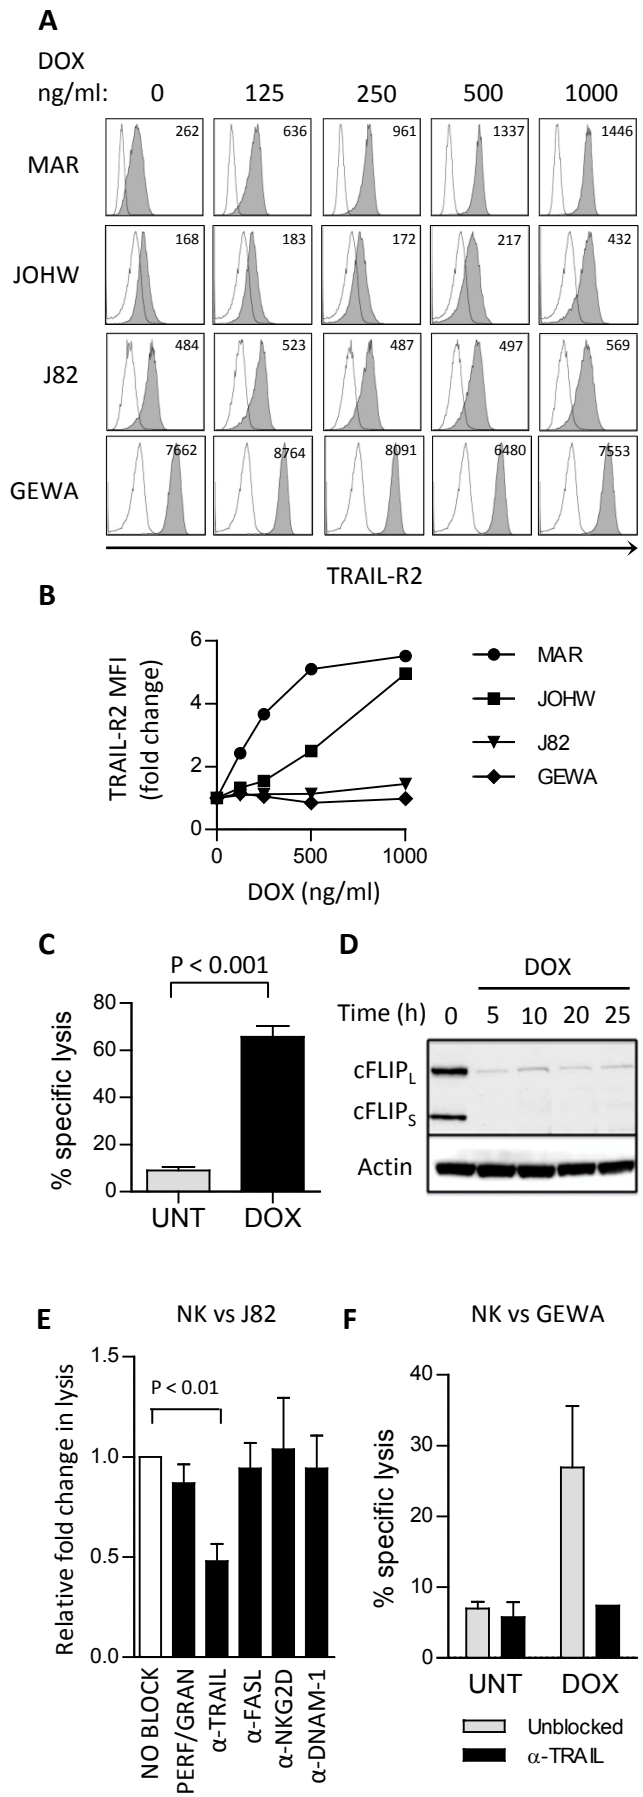 A
DOX
ng/ml: 0 125 250 500 1000
MAR 262 636 961 1337 1446
JOHW 168 183 172 217 432
J82 484 523 487 497 569
GEWA 7662 8764 8091 6480 7553
TRAIL-R2
B
TRAIL-R2 MFI
(fold change)
6
4
2
0
0 500 1000
DOX (ng/ml)
MAR
JOHW
J82
GEWA
C
P < 0.001
% specific lysis
80
60
40
20
0
UNT DOX
D
DOX
Time (h) 0 5 10 20 25
cFLIPL
cFLIPS
Actin
E
NK vs J82
Relative fold change in lysis
1.5
1.0
0.5
0.0
P < 0.01
NO BLOCK
PERF/GRAN
α-TRAIL
α-FASL
α-NKG2D
α-DNAM-1
F
NK vs GEWA
% specific lysis
40
30
20
10
0
UNT DOX
Unblocked
α-TRAIL